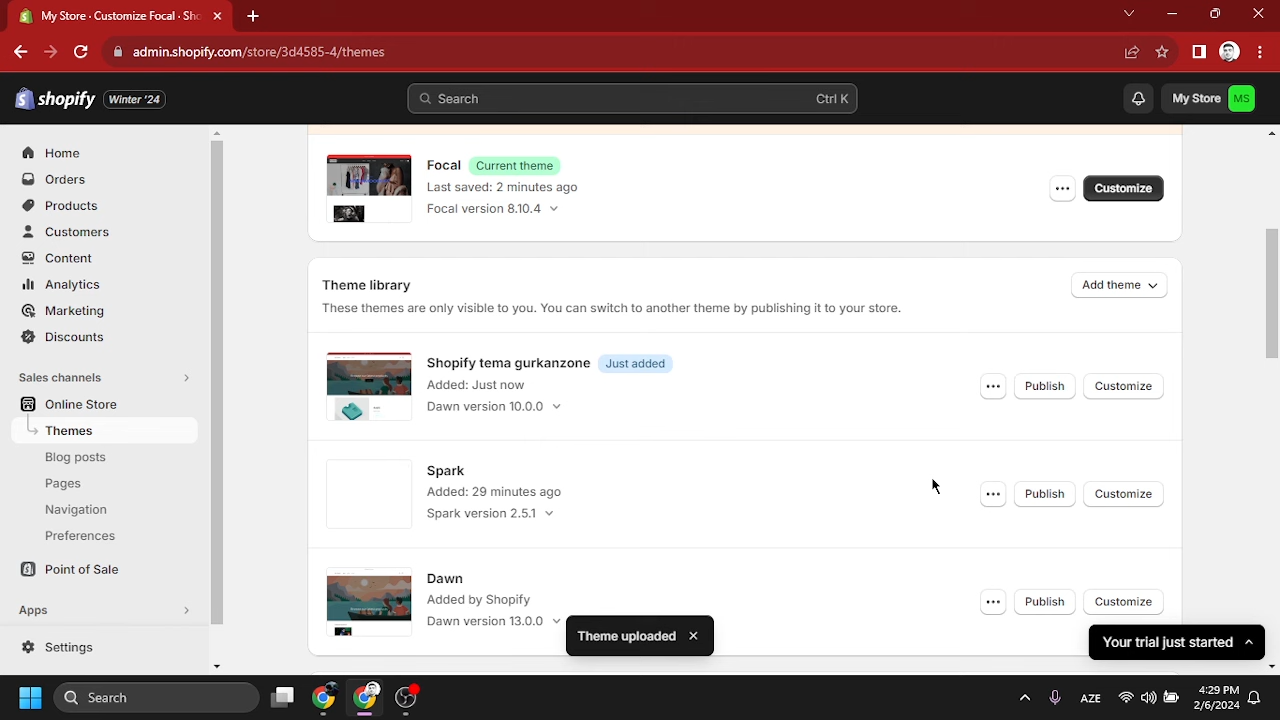 My Store · Customize Focal · Sho
admin.shopify.com/store/3d4585-4/themes
shopify Winter '24 Search Ctrl K My Store MS
Home
Orders
Products
Customers
Content
Analytics
Marketing
Discounts
Sales channels
Online Store
Themes
Blog posts
Pages
Navigation
Preferences
Point of Sale
Apps
Settings
Focal Current theme
Last saved: 2 minutes ago
Focal version 8.10.4
Customize
Theme library
Add theme
These themes are only visible to you. You can switch to another theme by publishing it to your store.
Shopify tema gurkanzone Just added
Added: Just now
Dawn version 10.0.0
Publish Customize
Spark
Added: 29 minutes ago
Spark version 2.5.1
Publish Customize
Dawn
Added by Shopify
Dawn version 13.0.0
Publish Customize
Theme uploaded
Your trial just started
Search
AZE
4:29 PM
2/6/2024